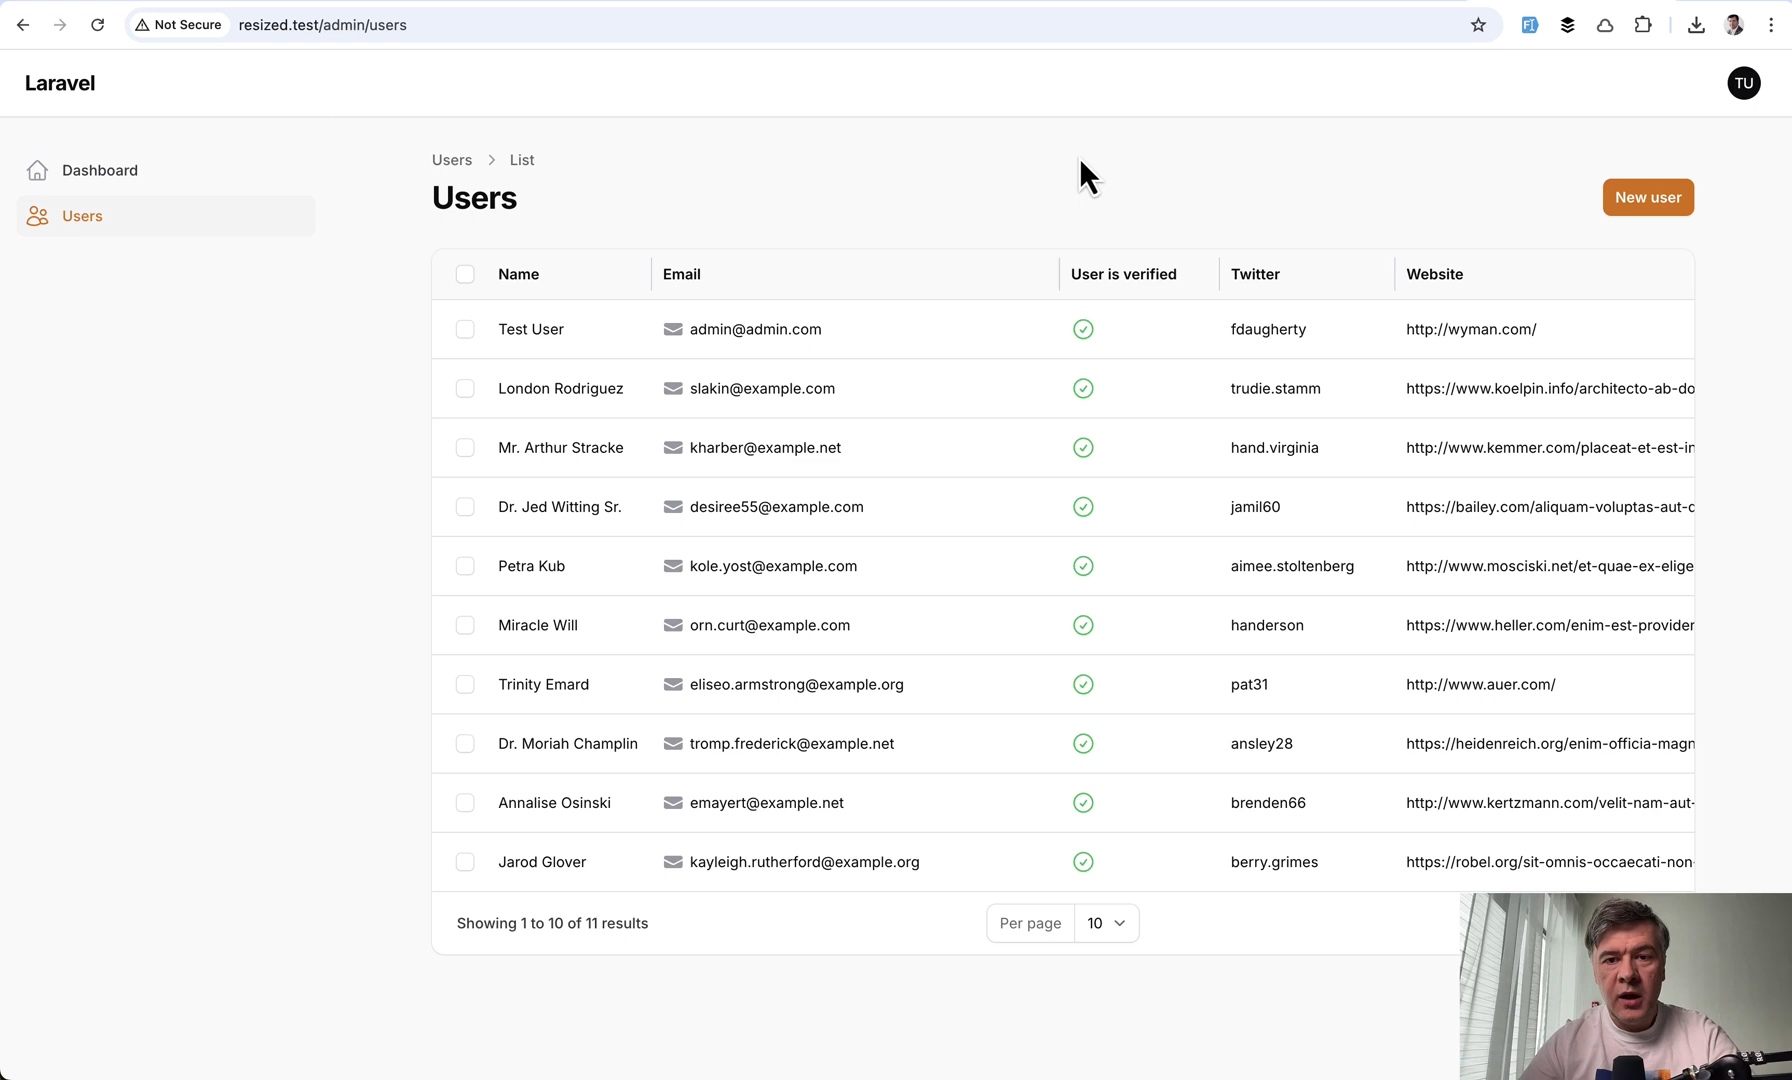 Not Secure resized.test/admin/users
Laravel
TU
Dashboard
Users
Users > List
Users
New user
Name Email User is verified Twitter Website
Test User admin@admin.com fdaugherty http://wyman.com/
London Rodriguez slakin@example.com trudie.stamm https://www.koelpin.info/architecto-ab-do
Mr. Arthur Stracke kharber@example.net hand.virginia http://www.kemmer.com/placeat-et-est-in
Dr. Jed Witting Sr. desiree55@example.com jamil60 https://bailey.com/aliquam-voluptas-aut-c
Petra Kub kole.yost@example.com aimee.stoltenberg http://www.mosciski.net/et-quae-ex-elige
Miracle Will orn.curt@example.com handerson https://www.heller.com/enim-est-provider
Trinity Emard eliseo.armstrong@example.org pat31 http://www.auer.com/
Dr. Moriah Champlin tromp.frederick@example.net ansley28 https://heidenreich.org/enim-officia-magn
Annalise Osinski emayert@example.net brenden66 http://www.kertzmann.com/velit-nam-aut-
Jarod Glover kayleigh.rutherford@example.org berry.grimes https://robel.org/sit-omnis-occaecati-non-
Showing 1 to 10 of 11 results Per page 10